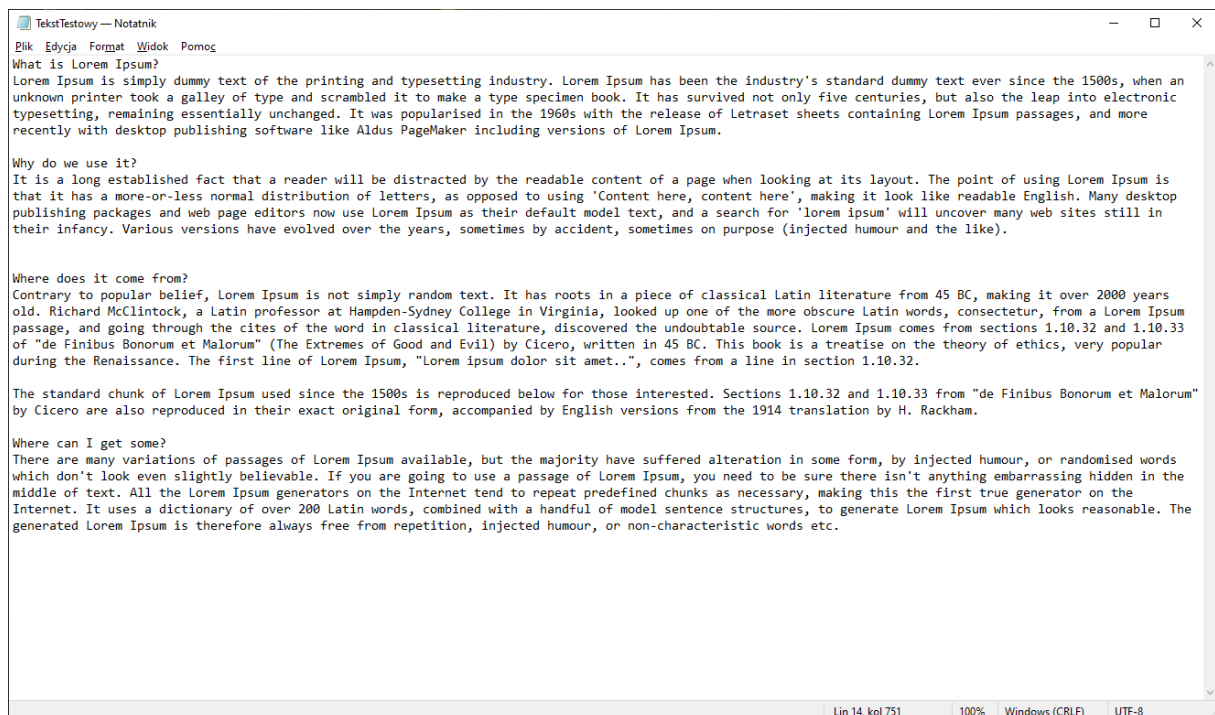 TekstTestowy — Notatnik
Plik Edycja Format Widok Pomoc
What is Lorem Ipsum?
Lorem Ipsum is simply dummy text of the printing and typesetting industry. Lorem Ipsum has been the industry's standard dummy text ever since the 1500s, when an
unknown printer took a galley of type and scrambled it to make a type specimen book. It has survived not only five centuries, but also the leap into electronic
typesetting, remaining essentially unchanged. It was popularised in the 1960s with the release of Letraset sheets containing Lorem Ipsum passages, and more
recently with desktop publishing software like Aldus PageMaker including versions of Lorem Ipsum.

Why do we use it?
It is a long established fact that a reader will be distracted by the readable content of a page when looking at its layout. The point of using Lorem Ipsum is
that it has a more-or-less normal distribution of letters, as opposed to using 'Content here, content here', making it look like readable English. Many desktop
publishing packages and web page editors now use Lorem Ipsum as their default model text, and a search for 'lorem ipsum' will uncover many web sites still in
their infancy. Various versions have evolved over the years, sometimes by accident, sometimes on purpose (injected humour and the like).

Where does it come from?
Contrary to popular belief, Lorem Ipsum is not simply random text. It has roots in a piece of classical Latin literature from 45 BC, making it over 2000 years
old. Richard McClintock, a Latin professor at Hampden-Sydney College in Virginia, looked up one of the more obscure Latin words, consectetur, from a Lorem Ipsum
passage, and going through the cites of the word in classical literature, discovered the undoubtable source. Lorem Ipsum comes from sections 1.10.32 and 1.10.33
of "de Finibus Bonorum et Malorum" (The Extremes of Good and Evil) by Cicero, written in 45 BC. This book is a treatise on the theory of ethics, very popular
during the Renaissance. The first line of Lorem Ipsum, "Lorem ipsum dolor sit amet..", comes from a line in section 1.10.32.

The standard chunk of Lorem Ipsum used since the 1500s is reproduced below for those interested. Sections 1.10.32 and 1.10.33 from "de Finibus Bonorum et Malorum"
by Cicero are also reproduced in their exact original form, accompanied by English versions from the 1914 translation by H. Rackham.

Where can I get some?
There are many variations of passages of Lorem Ipsum available, but the majority have suffered alteration in some form, by injected humour, or randomised words
which don't look even slightly believable. If you are going to use a passage of Lorem Ipsum, you need to be sure there isn't anything embarrassing hidden in the
middle of text. All the Lorem Ipsum generators on the Internet tend to repeat predefined chunks as necessary, making this the first true generator on the
Internet. It uses a dictionary of over 200 Latin words, combined with a handful of model sentence structures, to generate Lorem Ipsum which looks reasonable. The
generated Lorem Ipsum is therefore always free from repetition, injected humour, or non-characteristic words etc.
Lin 14, kol 751 100% Windows (CRLF) UTF-8